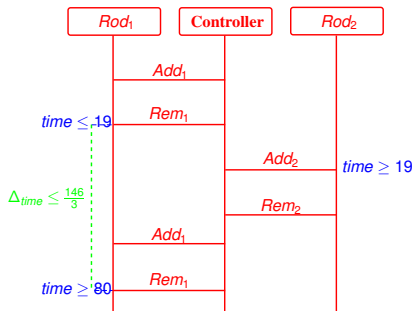 Rod₁ Controller Rod₂
Add₁
time ≤ 19 Rem₁
Add₂ time ≥ 19
Δtime ≤ 146/3
Rem₂
Add₁
time ≥ 80 Rem₁